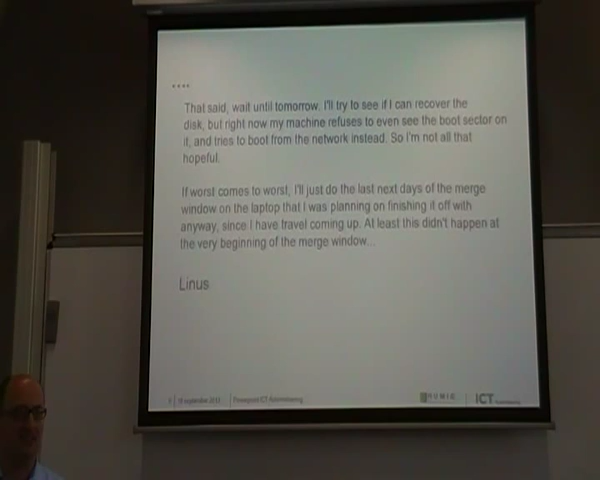 ....
That said, wait until tomorrow. I'll try to see if I can recover the
disk, but right now my machine refuses to even see the boot sector on
it, and tries to boot from the network instead. So I'm not all that
hopeful.
If worst comes to worst, I'll just do the last next days of the merge
window on the laptop that I was planning on finishing it off with
anyway, since I have travel coming up. At least this didn't happen at
the very beginning of the merge window...
Linus
ICT